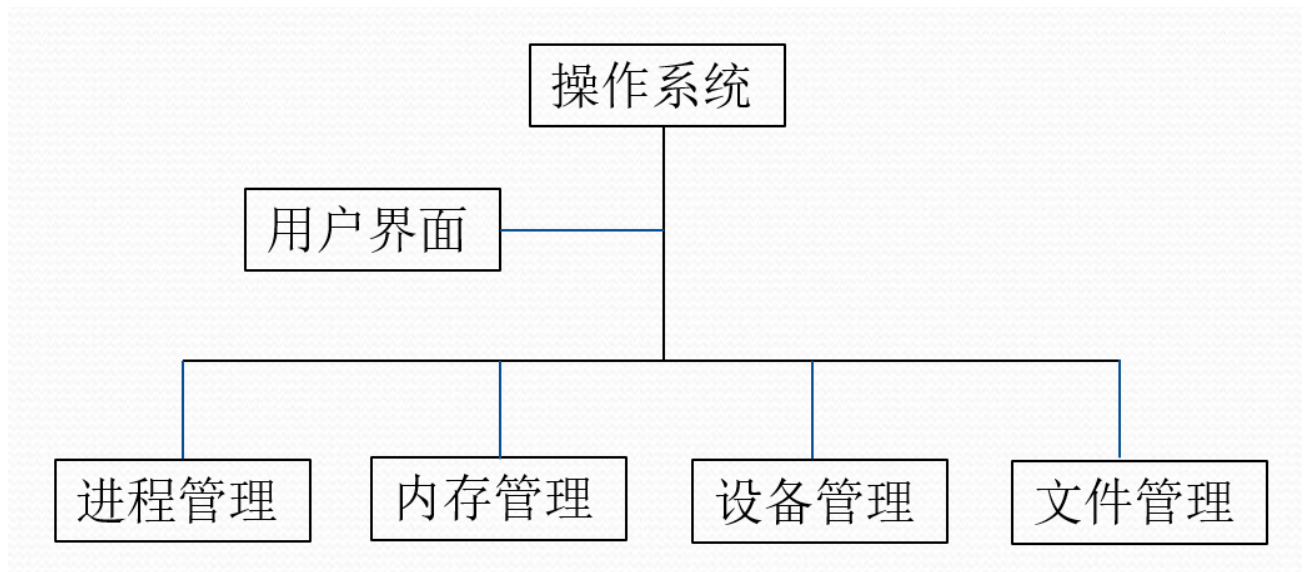 操作系统
用户界面
进程管理
内存管理
设备管理
文件管理